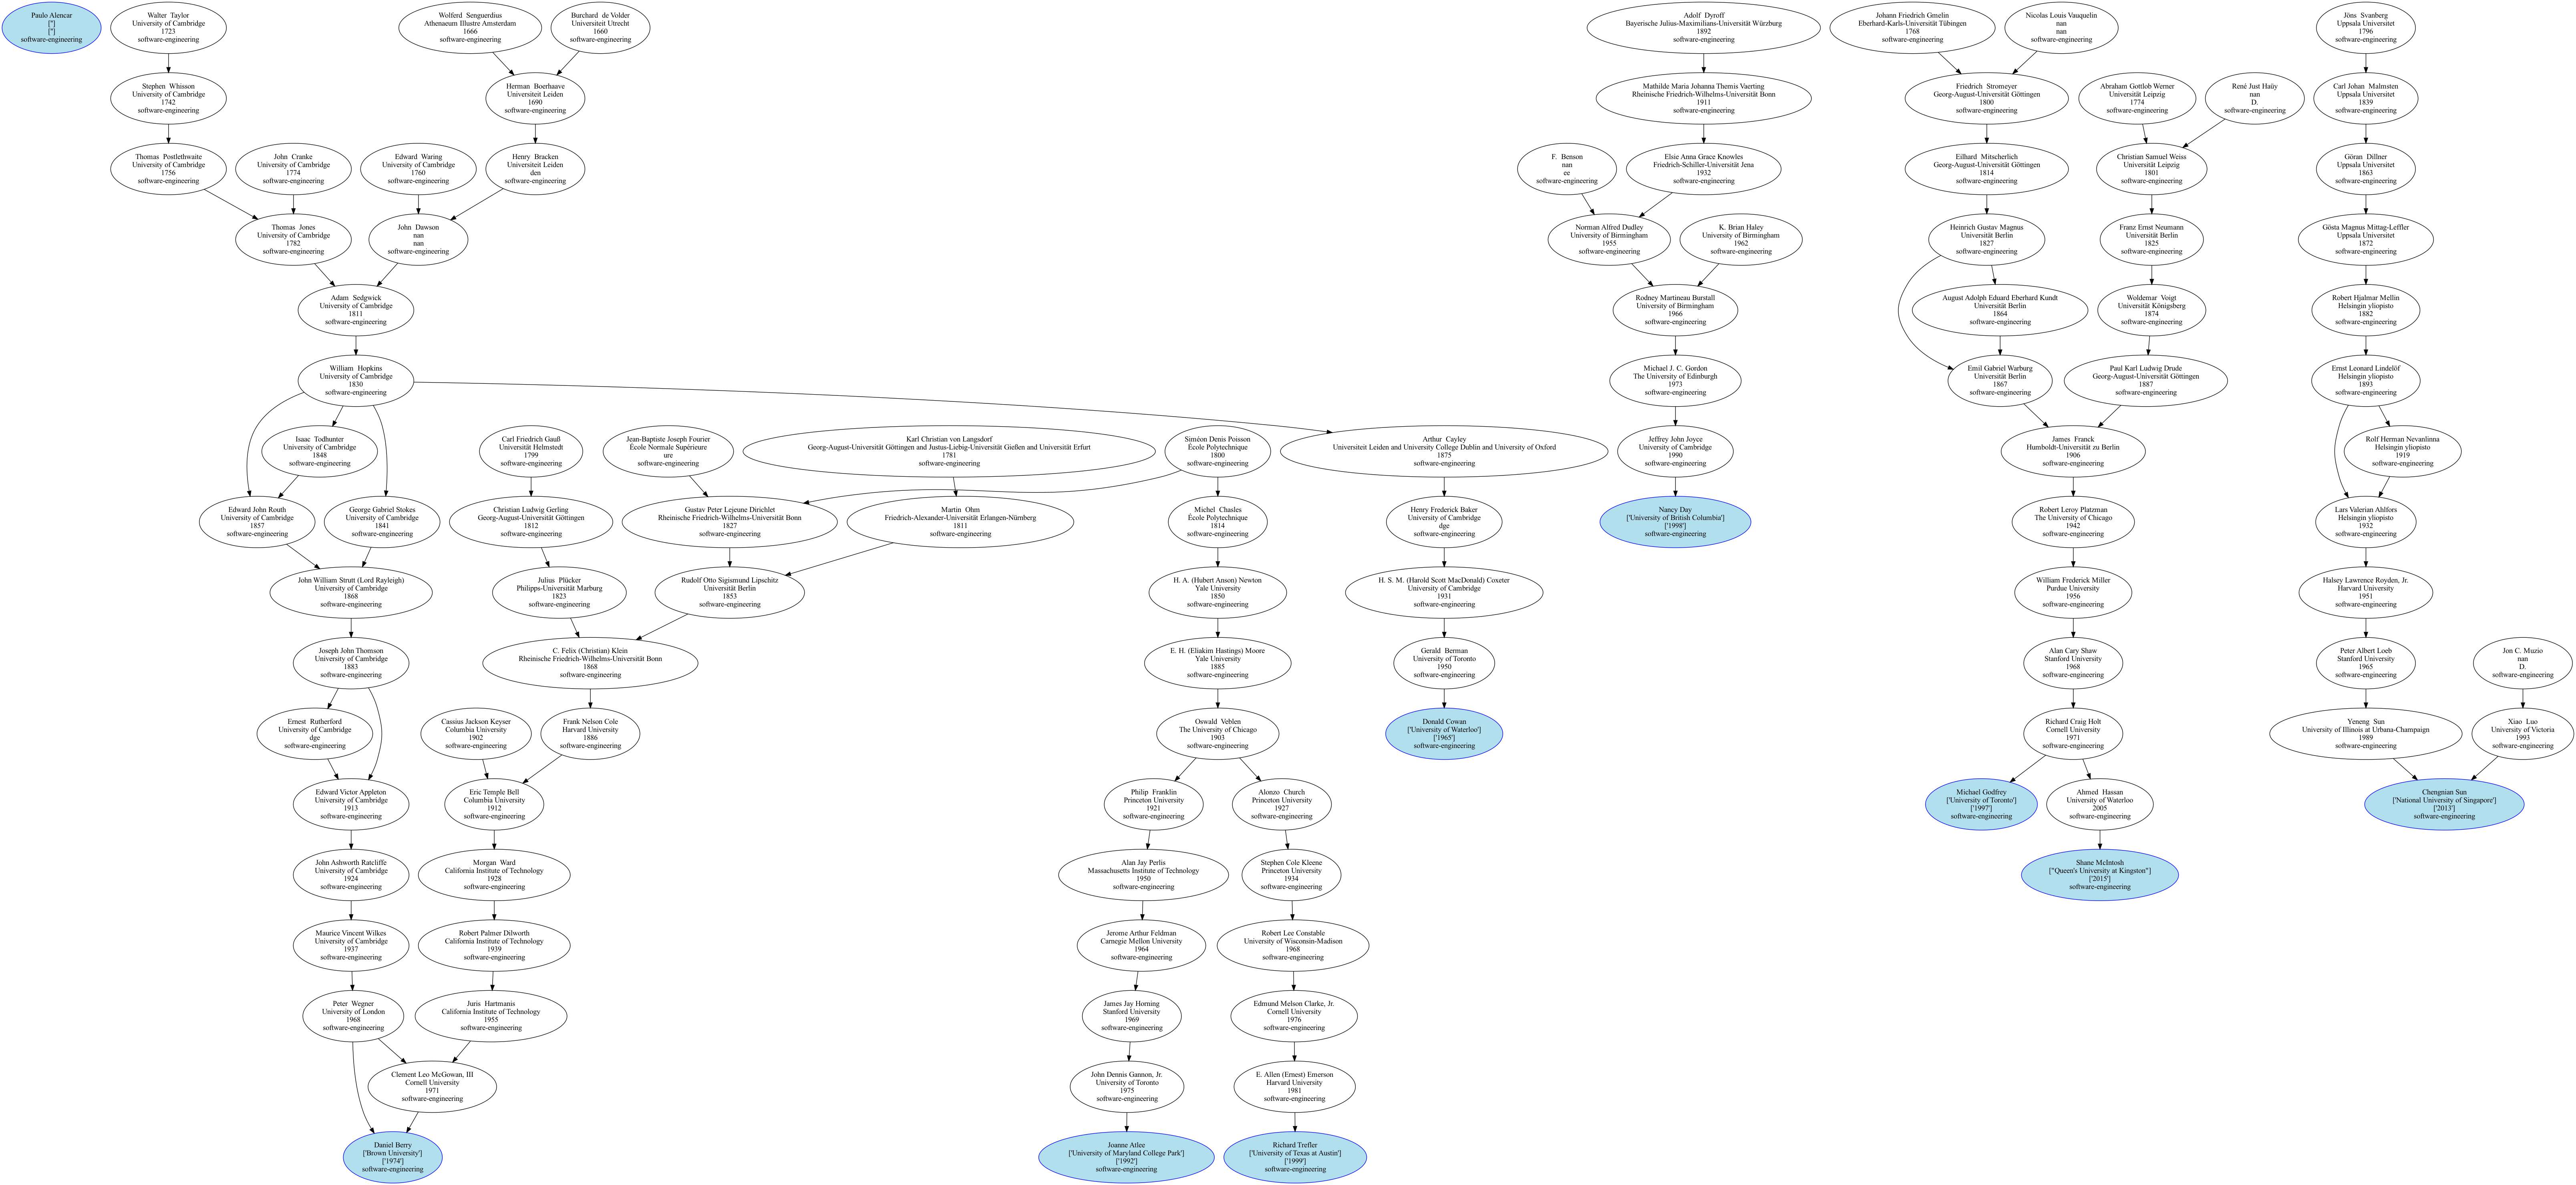 Paulo Alencar
['']
['']
software-engineering
Walter Taylor
University of Cambridge
1723
software-engineering
Wolferd Senguerdius
Athenaeum Illustre Amsterdam
1666
software-engineering
Burchard de Volder
Universiteit Utrecht
1660
software-engineering
Adolf Dyroff
Bayerische Julius-Maximilians-Universität Würzburg
1892
software-engineering
Johann Friedrich Gmelin
Eberhard-Karls-Universität Tübingen
1768
software-engineering
Nicolas Louis Vauquelin
nan
nan
software-engineering
Jöns Svanberg
Uppsala Universitet
1796
software-engineering
Stephen Whisson
University of Cambridge
1742
software-engineering
Herman Boerhaave
Universiteit Leiden
1690
software-engineering
Mathilde Maria Johanna Themis Vaerting
Rheinische Friedrich-Wilhelms-Universität Bonn
1911
software-engineering
Friedrich Stromeyer
Georg-August-Universität Göttingen
1800
software-engineering
Abraham Gottlob Werner
Universität Leipzig
1774
software-engineering
René Just Haüy
nan
D.
software-engineering
Carl Johan Malmsten
Uppsala Universitet
1839
software-engineering
Thomas Postlethwaite
University of Cambridge
1756
software-engineering
John Cranke
University of Cambridge
1774
software-engineering
Edward Waring
University of Cambridge
1760
software-engineering
Henry Bracken
Universiteit Leiden
den
software-engineering
F. Benson
nan
ee
software-engineering
Elsie Anna Grace Knowles
Friedrich-Schiller-Universität Jena
1932
software-engineering
Eilhard Mitscherlich
Georg-August-Universität Göttingen
1814
software-engineering
Christian Samuel Weiss
Universität Leipzig
1801
software-engineering
Göran Dillner
Uppsala Universitet
1863
software-engineering
Thomas Jones
University of Cambridge
1782
software-engineering
John Dawson
nan
nan
software-engineering
Norman Alfred Dudley
University of Birmingham
1955
software-engineering
K. Brian Haley
University of Birmingham
1962
software-engineering
Heinrich Gustav Magnus
Universität Berlin
1827
software-engineering
Franz Ernst Neumann
Universität Berlin
1825
software-engineering
Gösta Magnus Mittag-Leffler
Uppsala Universitet
1872
software-engineering
Adam Sedgwick
University of Cambridge
1811
software-engineering
Rodney Martineau Burstall
University of Birmingham
1966
software-engineering
August Adolph Eduard Eberhard Kundt
Universität Berlin
1864
software-engineering
Woldemar Voigt
Universität Königsberg
1874
software-engineering
Robert Hjalmar Mellin
Helsingin yliopisto
1882
software-engineering
William Hopkins
University of Cambridge
1830
software-engineering
Michael J. C. Gordon
The University of Edinburgh
1973
software-engineering
Emil Gabriel Warburg
Universität Berlin
1867
software-engineering
Paul Karl Ludwig Drude
Georg-August-Universität Göttingen
1887
software-engineering
Ernst Leonard Lindelöf
Helsingin yliopisto
1893
software-engineering
Isaac Todhunter
University of Cambridge
1848
software-engineering
Carl Friedrich Gauß
Universität Helmstedt
1799
software-engineering
Jean-Baptiste Joseph Fourier
École Normale Supérieure
ure
software-engineering
Karl Christian von Langsdorf
Georg-August-Universität Göttingen and Justus-Liebig-Universität Gießen and Universität Erfurt
1781
software-engineering
Siméon Denis Poisson
École Polytechnique
1800
software-engineering
Arthur Cayley
Universiteit Leiden and University College Dublin and University of Oxford
1875
software-engineering
Jeffrey John Joyce
University of Cambridge
1990
software-engineering
James Franck
Humboldt-Universität zu Berlin
1906
software-engineering
Rolf Herman Nevanlinna
Helsingin yliopisto
1919
software-engineering
Edward John Routh
University of Cambridge
1857
software-engineering
George Gabriel Stokes
University of Cambridge
1841
software-engineering
Christian Ludwig Gerling
Georg-August-Universität Göttingen
1812
software-engineering
Gustav Peter Lejeune Dirichlet
Rheinische Friedrich-Wilhelms-Universität Bonn
1827
software-engineering
Martin Ohm
Friedrich-Alexander-Universität Erlangen-Nürnberg
1811
software-engineering
Michel Chasles
École Polytechnique
1814
software-engineering
Henry Frederick Baker
University of Cambridge
dge
software-engineering
Nancy Day
['University of British Columbia']
['1998']
software-engineering
Robert Leroy Platzman
The University of Chicago
1942
software-engineering
Lars Valerian Ahlfors
Helsingin yliopisto
1932
software-engineering
John William Strutt (Lord Rayleigh)
University of Cambridge
1868
software-engineering
Julius Plücker
Philipps-Universität Marburg
1823
software-engineering
Rudolf Otto Sigismund Lipschitz
Universität Berlin
1853
software-engineering
H. A. (Hubert Anson) Newton
Yale University
1850
software-engineering
H. S. M. (Harold Scott MacDonald) Coxeter
University of Cambridge
1931
software-engineering
William Frederick Miller
Purdue University
1956
software-engineering
Halsey Lawrence Royden, Jr.
Harvard University
1951
software-engineering
Joseph John Thomson
University of Cambridge
1883
software-engineering
C. Felix (Christian) Klein
Rheinische Friedrich-Wilhelms-Universität Bonn
1868
software-engineering
E. H. (Eliakim Hastings) Moore
Yale University
1885
software-engineering
Gerald Berman
University of Toronto
1950
software-engineering
Alan Cary Shaw
Stanford University
1968
software-engineering
Peter Albert Loeb
Stanford University
1965
software-engineering
Jon C. Muzio
nan
D.
software-engineering
Ernest Rutherford
University of Cambridge
dge
software-engineering
Cassius Jackson Keyser
Columbia University
1902
software-engineering
Frank Nelson Cole
Harvard University
1886
software-engineering
Oswald Veblen
The University of Chicago
1903
software-engineering
Donald Cowan
['University of Waterloo']
['1965']
software-engineering
Richard Craig Holt
Cornell University
1971
software-engineering
Yeneng Sun
University of Illinois at Urbana-Champaign
1989
software-engineering
Xiao Luo
University of Victoria
1993
software-engineering
Edward Victor Appleton
University of Cambridge
1913
software-engineering
Eric Temple Bell
Columbia University
1912
software-engineering
Philip Franklin
Princeton University
1921
software-engineering
Alonzo Church
Princeton University
1927
software-engineering
Michael Godfrey
['University of Toronto']
['1997']
software-engineering
Ahmed Hassan
University of Waterloo
2005
software-engineering
Chengnian Sun
['National University of Singapore']
['2013']
software-engineering
John Ashworth Ratcliffe
University of Cambridge
1924
software-engineering
Morgan Ward
California Institute of Technology
1928
software-engineering
Alan Jay Perlis
Massachusetts Institute of Technology
1950
software-engineering
Stephen Cole Kleene
Princeton University
1934
software-engineering
Shane McIntosh
["Queen's University at Kingston"]
['2015']
software-engineering
Maurice Vincent Wilkes
University of Cambridge
1937
software-engineering
Robert Palmer Dilworth
California Institute of Technology
1939
software-engineering
Jerome Arthur Feldman
Carnegie Mellon University
1964
software-engineering
Robert Lee Constable
University of Wisconsin-Madison
1968
software-engineering
Peter Wegner
University of London
1968
software-engineering
Juris Hartmanis
California Institute of Technology
1955
software-engineering
James Jay Horning
Stanford University
1969
software-engineering
Edmund Melson Clarke, Jr.
Cornell University
1976
software-engineering
Clement Leo McGowan, III
Cornell University
1971
software-engineering
John Dennis Gannon, Jr.
University of Toronto
1975
software-engineering
E. Allen (Ernest) Emerson
Harvard University
1981
software-engineering
Daniel Berry
['Brown University']
['1974']
software-engineering
Joanne Atlee
['University of Maryland College Park']
['1992']
software-engineering
Richard Trefler
['University of Texas at Austin']
['1999']
software-engineering